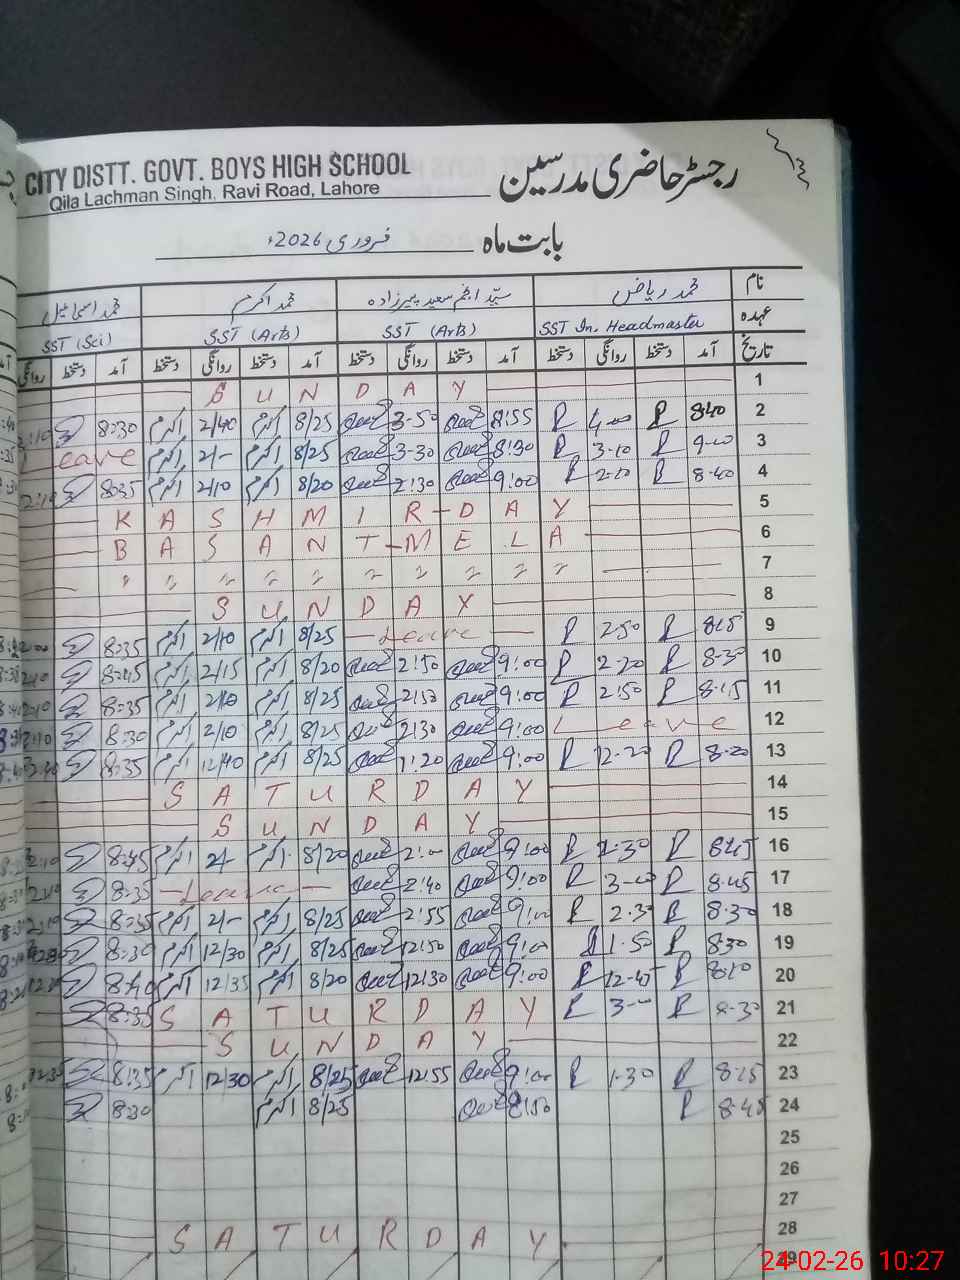 CITY DISTT. GOVT. BOYS HIGH SCHOOL
Qila Lachman Singh, Ravi Road, Lahore
رجسٹر حاضری مدرسین
بابت ماہ فروری 2026ء
نام محمد ریاض سیّد انجم سعید پیرزادہ محمد اکرم محمد اسماعیل
عہدہ SST In. Headmaster SST (Arts) SST (Arts) SST (Sci)
تاریخ آمد دستخط روانگی دستخط آمد دستخط روانگی دستخط آمد دستخط روانگی دستخط آمد دستخط روانگی
1 SUNDAY
2 8:40 4-00 8:55 3-50 8/25 اکرم 2/40 اکرم 8:30
3 9-00 3-10 8:30 3-30 8/25 اکرم 2/- اکرم Leave
4 8-40 9:00 2:30 8/20 اکرم 2/10 اکرم 8:35
5 KASHMIR-DAY
6 BASANT-MELA
7 " " " " " " " " "
8 SUNDAY
9 8:15 2-50 Leave 8/25 اکرم 2/10 اکرم 8:35
10 8-30 9:00 2:50 8/20 اکرم 2/15 اکرم 8:45
11 8-15 2:50 9:00 8/25 اکرم 2/10 اکرم 8:35
12 Leave 9:00 2:30 8/25 اکرم 2/10 اکرم 8:30
13 8-20 12-20 9:00 1:20 8/25 اکرم 12/40 اکرم 8:35
14 SATURDAY
15 SUNDAY
16 8:45 9:00 2:00 8/20 اکرم 2/- اکرم 8:45
17 8:45 3-00 9:00 2:40 Leave 8:35
18 8:30 2.30 9:00 2:55 8/25 اکرم 2/- اکرم 8:35
19 8:30 1.50 9:00 12:50 8/25 اکرم 12/30 اکرم 8:30
20 8:20 12-45 9:00 12:30 8/20 اکرم 12/35 اکرم 8:40
21 8-30 3-00 SATURDAY 8:35
22 SUNDAY
23 8:25 1.30 9:00 12:55 8/25 اکرم 12/30 اکرم 8:35
24 8:45 8:50 8/25 اکرم 8:30
25
26
27
28 SATURDAY
29
24-02-26 10:27